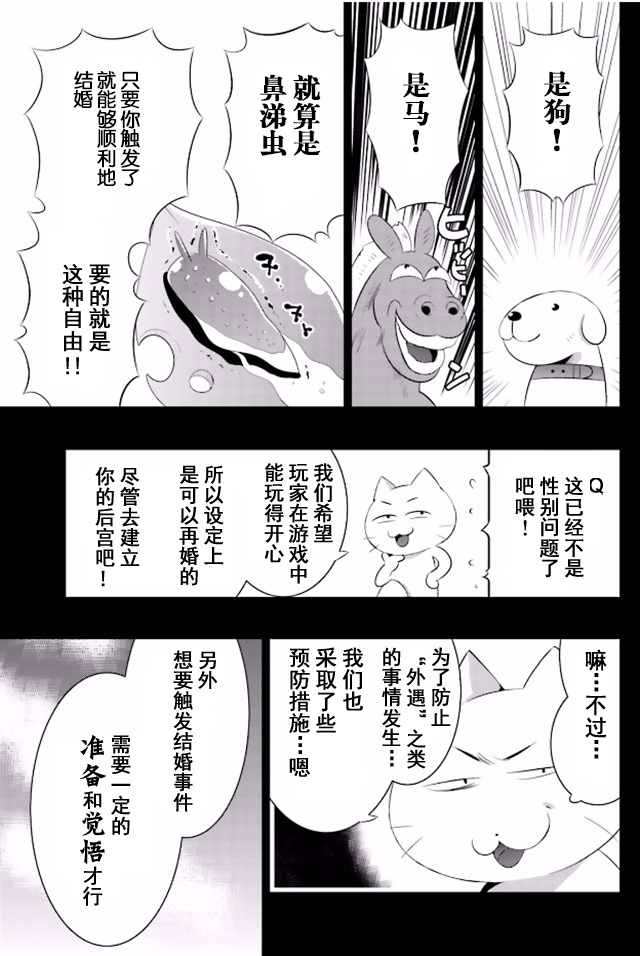 是狗！
是马！
ヒヒィーン
就算是
鼻涕虫
只要你触发了
就能够顺利地
结婚
要的就是
这种自由!!
Q
这已经不是
性别问题了
吧喂！
我们希望
玩家在游戏中
能玩得开心
所以设定上
是可以再婚的
尽管去建立
你的后宫吧！
嘛…不过…
为了防止
“外遇”之类
的事情发生…
我们也
采取了些
预防措施…嗯
另外
想要触发结婚事件
需要一定的
准备和觉悟
才行